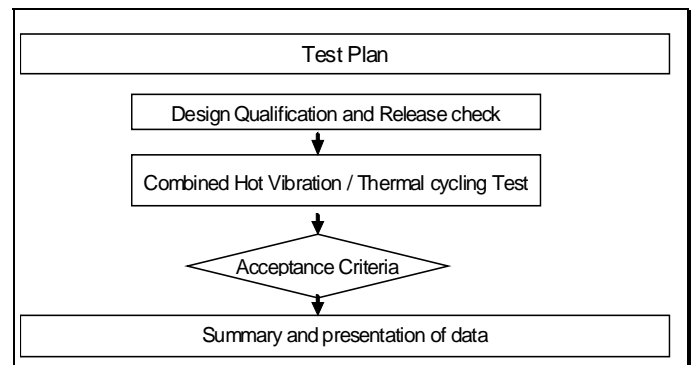 Test Plan
Design Qualification and Release check
Combined Hot Vibration / Thermal cycling Test
Acceptance Criteria
Summary and presentation of data